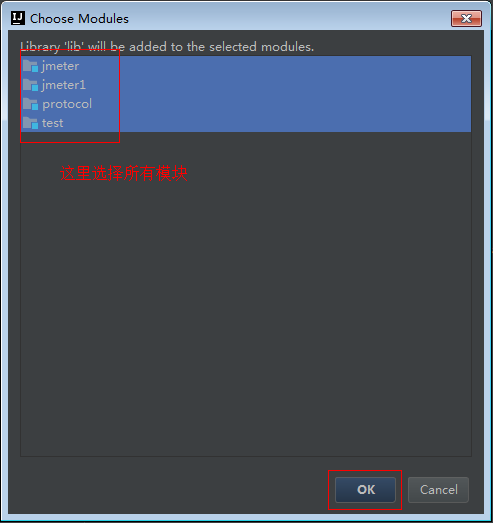 IJ Choose Modules
Library 'lib' will be added to the selected modules.
jmeter
jmeter1
protocol
test
这里选择所有模块
OK
Cancel